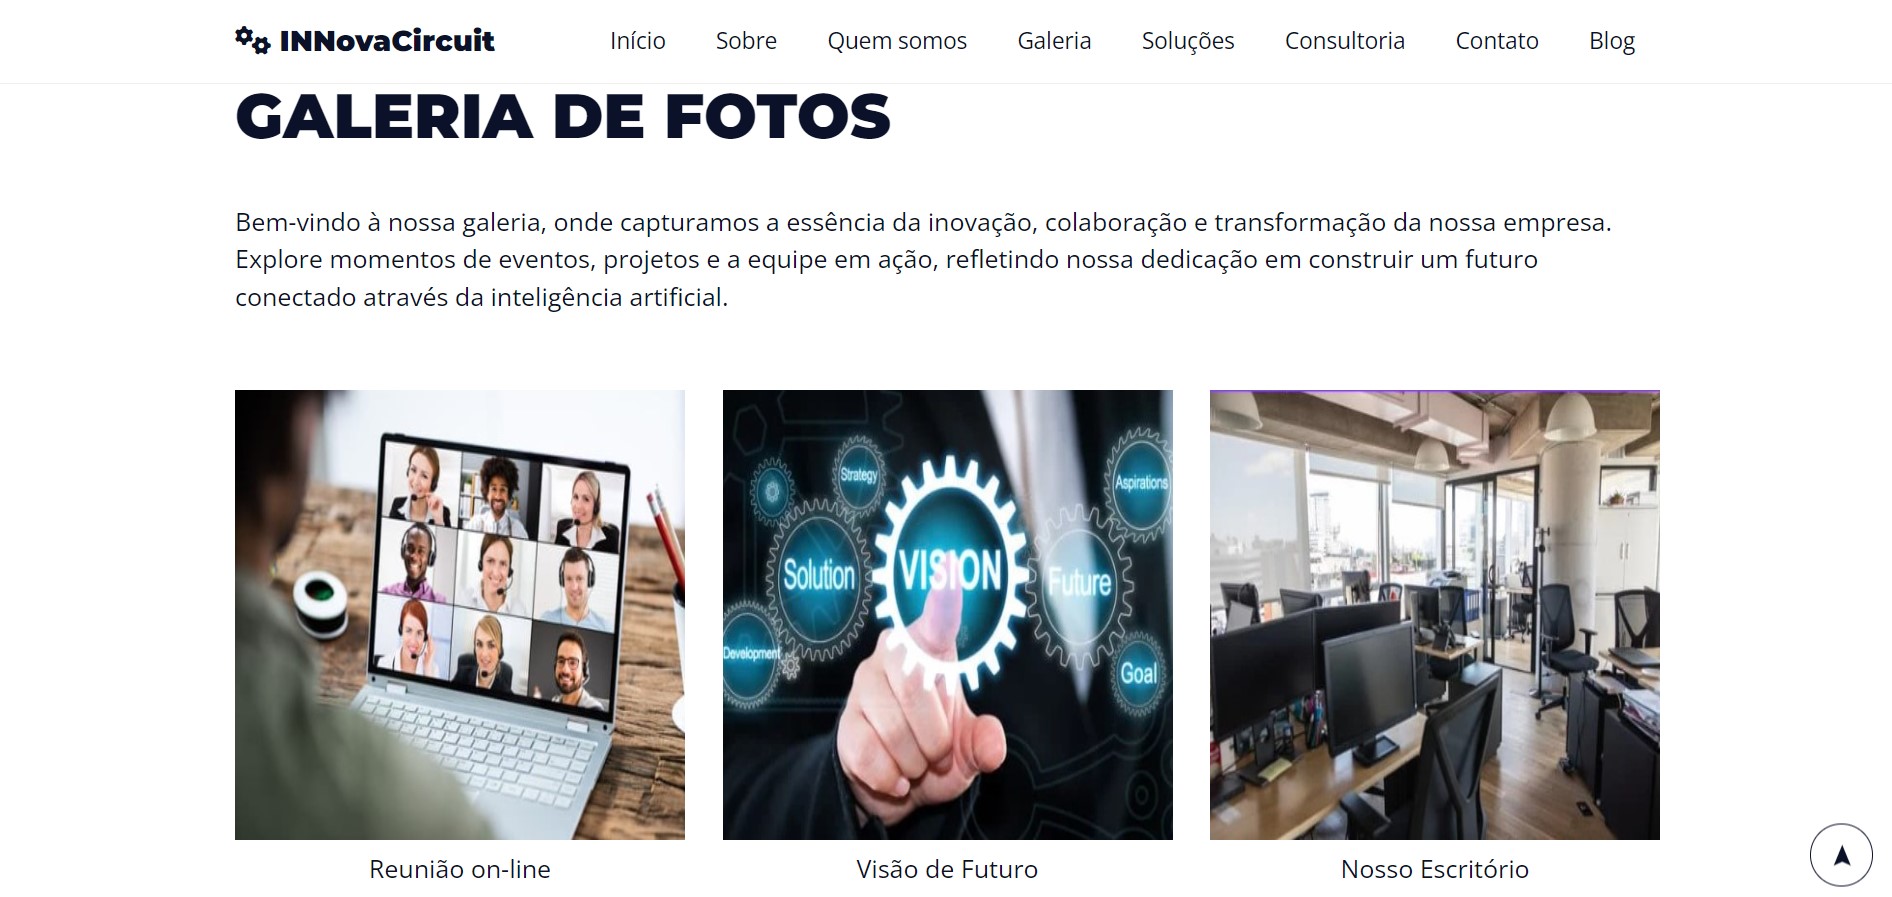 INNovaCircuit
Início Sobre Quem somos Galeria Soluções Consultoria Contato Blog
GALERIA DE FOTOS
Bem-vindo à nossa galeria, onde capturamos a essência da inovação, colaboração e transformação da nossa empresa.
Explore momentos de eventos, projetos e a equipe em ação, refletindo nossa dedicação em construir um futuro
conectado através da inteligência artificial.
Strategy
Aspirations
Solution
VISION
Future
Development
Goal
Reunião on-line
Visão de Futuro
Nosso Escritório